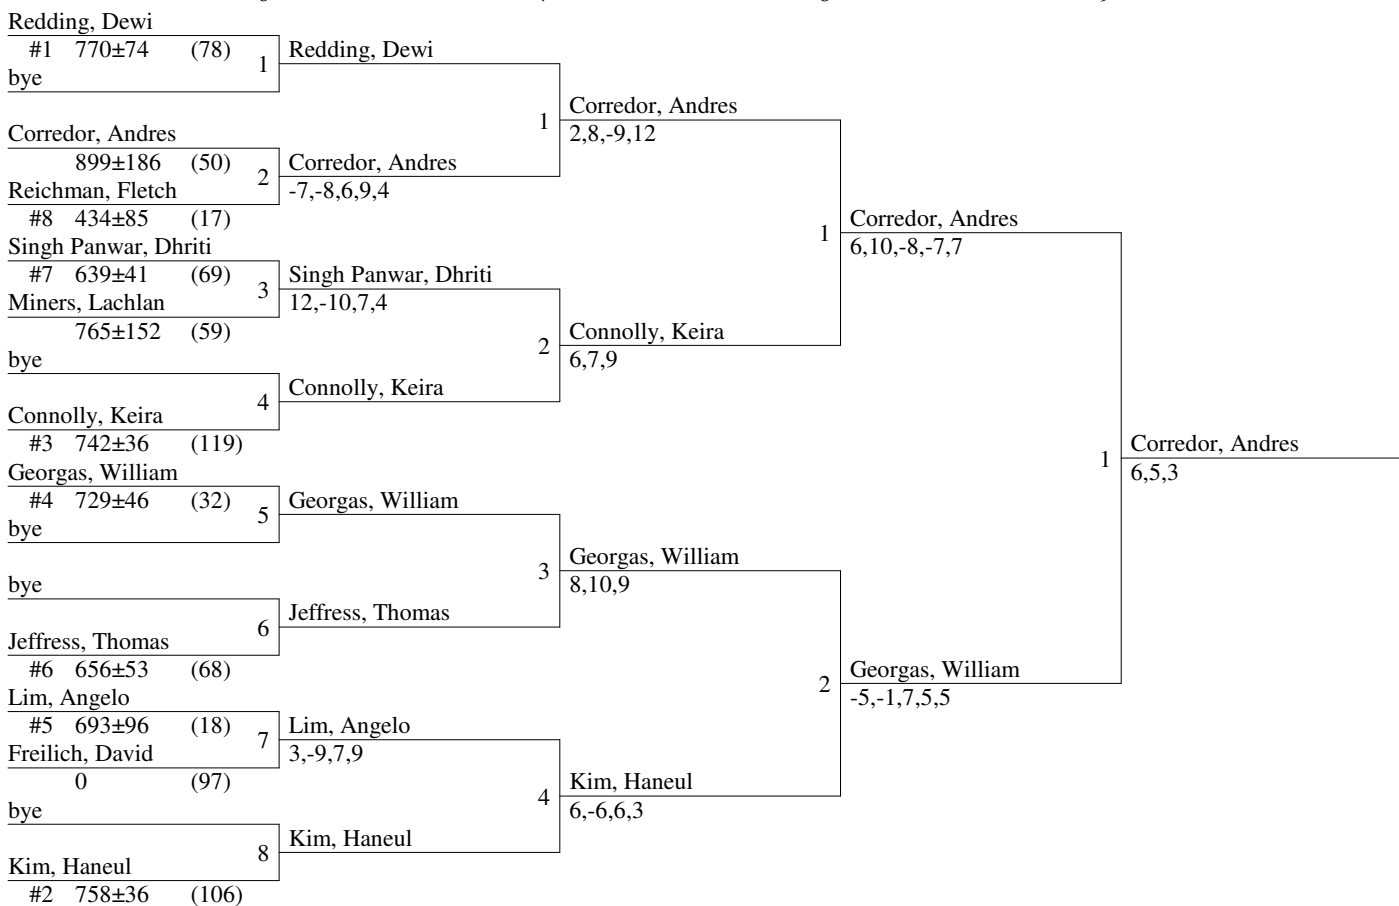 Redding, Dewi
#1 770±74 (78)
bye
1
Redding, Dewi
Corredor, Andres
899±186 (50)
Reichman, Fletch
#8 434±85 (17)
2
Corredor, Andres
-7,-8,6,9,4
1
Corredor, Andres
2,8,-9,12
Singh Panwar, Dhriti
#7 639±41 (69)
Miners, Lachlan
765±152 (59)
3
Singh Panwar, Dhriti
12,-10,7,4
bye
Connolly, Keira
#3 742±36 (119)
4
Connolly, Keira
2
Connolly, Keira
6,7,9
1
Corredor, Andres
6,10,-8,-7,7
Georgas, William
#4 729±46 (32)
bye
5
Georgas, William
bye
Jeffress, Thomas
#6 656±53 (68)
6
Jeffress, Thomas
3
Georgas, William
8,10,9
Lim, Angelo
#5 693±96 (18)
Freilich, David
0 (97)
7
Lim, Angelo
3,-9,7,9
bye
Kim, Haneul
#2 758±36 (106)
8
Kim, Haneul
4
Kim, Haneul
6,-6,6,3
2
Georgas, William
-5,-1,7,5,5
1
Corredor, Andres
6,5,3